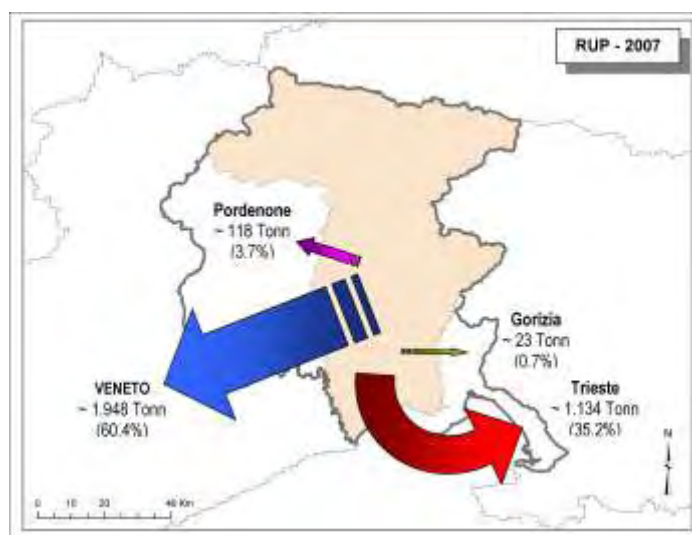 RUP - 2007
Pordenone
~ 118 Tonn
(3.7%)
Gorizia
~ 23 Tonn
(0.7%)
VENETO
~ 1.948 Tonn
(60.4%)
Trieste
~ 1.134 Tonn
(35.2%)
N
0 10 20 40 Km